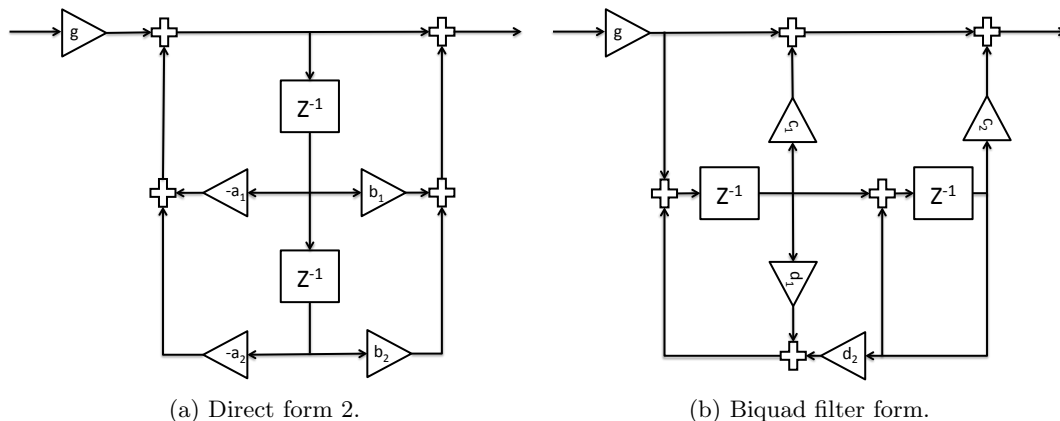 g
Z⁻¹
-a₁
b₁
Z⁻¹
-a₂
b₂
(a) Direct form 2.
g
c₁
c₂
Z⁻¹
Z⁻¹
d₁
d₂
(b) Biquad filter form.